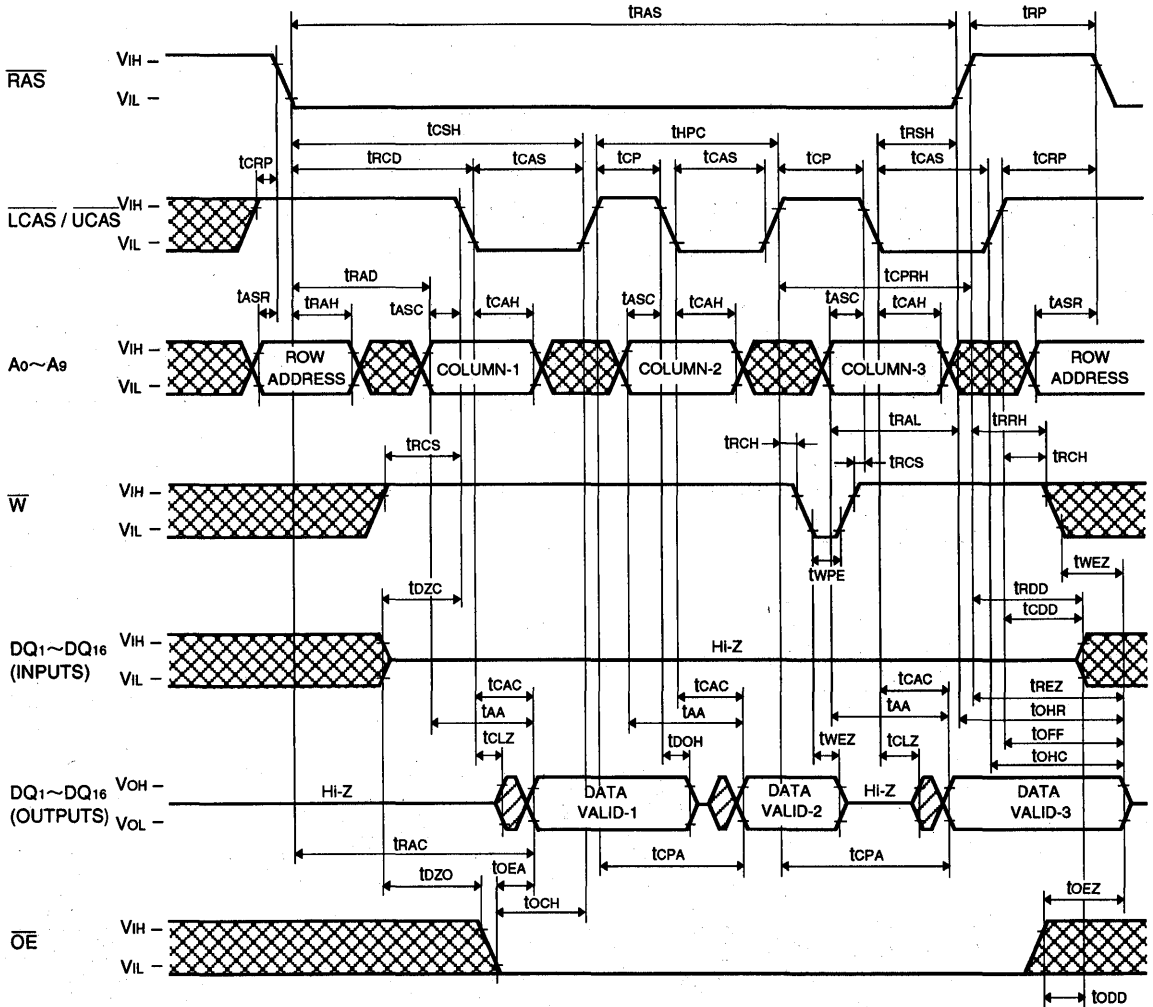 tRAS tRP
RAS VIH
VIL
tCSH tHPC tRSH
tCRP tRCD tCAS tCP tCAS tCP tCAS tCRP
LCAS / UCAS VIH
VIL
tRAD tCPRH
tASR tRAH tASC tCAH tASC tCAH tASC tCAH tASR
A0~A9 VIH
VIL
ROW ADDRESS COLUMN-1 COLUMN-2 COLUMN-3 ROW ADDRESS
tRAL tRRH
tRCS tRCH tRCS tRCH
W VIH
VIL
tWPE tWEZ
tDZC tRDD
tCDD
DQ1~DQ16 (INPUTS) VIH
VIL
Hi-Z
tCAC tCAC tCAC tREZ
tAA tAA tAA tOHR
tCLZ tDOH tWEZ tCLZ tOFF
tOHC
DQ1~DQ16 (OUTPUTS) VOH
VOL
Hi-Z DATA VALID-1 DATA VALID-2 Hi-Z DATA VALID-3
tRAC tCPA tCPA
tDZO tOEA tOEZ
tOCH
OE VIH
VIL
tODD